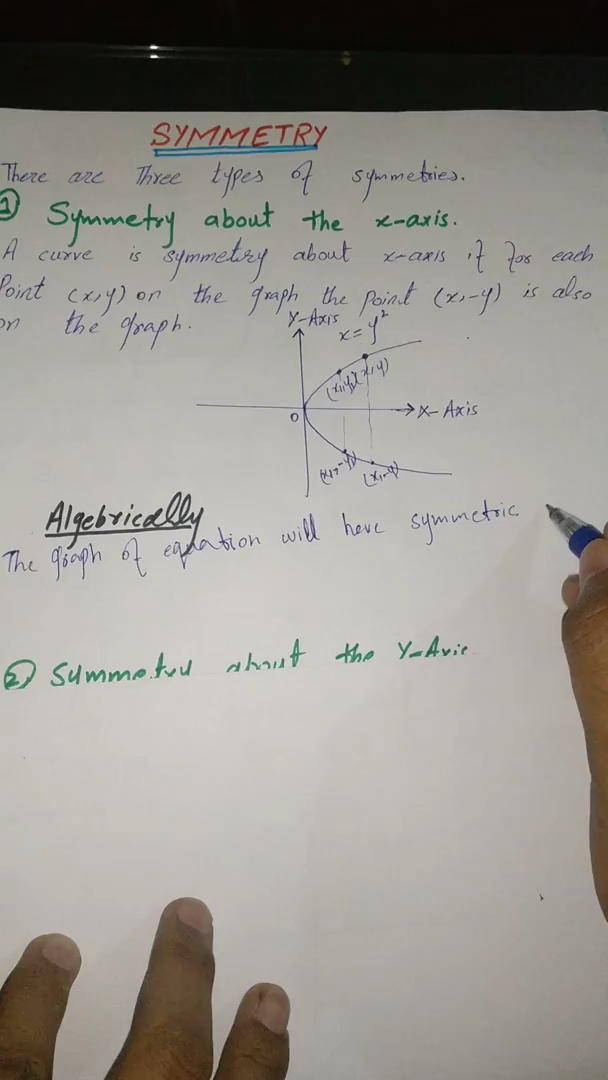 SYMMETRY
There are Three types of symmetries.
① Symmetry about the x-axis.
A curve is symmetry about x-axis if for each
Point (x,y) on the graph the Point (x,-y) is also
on the graph.
Y-Axis
x=y²
(x,y)
(x,y)
O
X-Axis
(x,-y)
(x,-y)
Algebrically
The graph of equation will have symmetric
② Symmetry about the Y-Axis